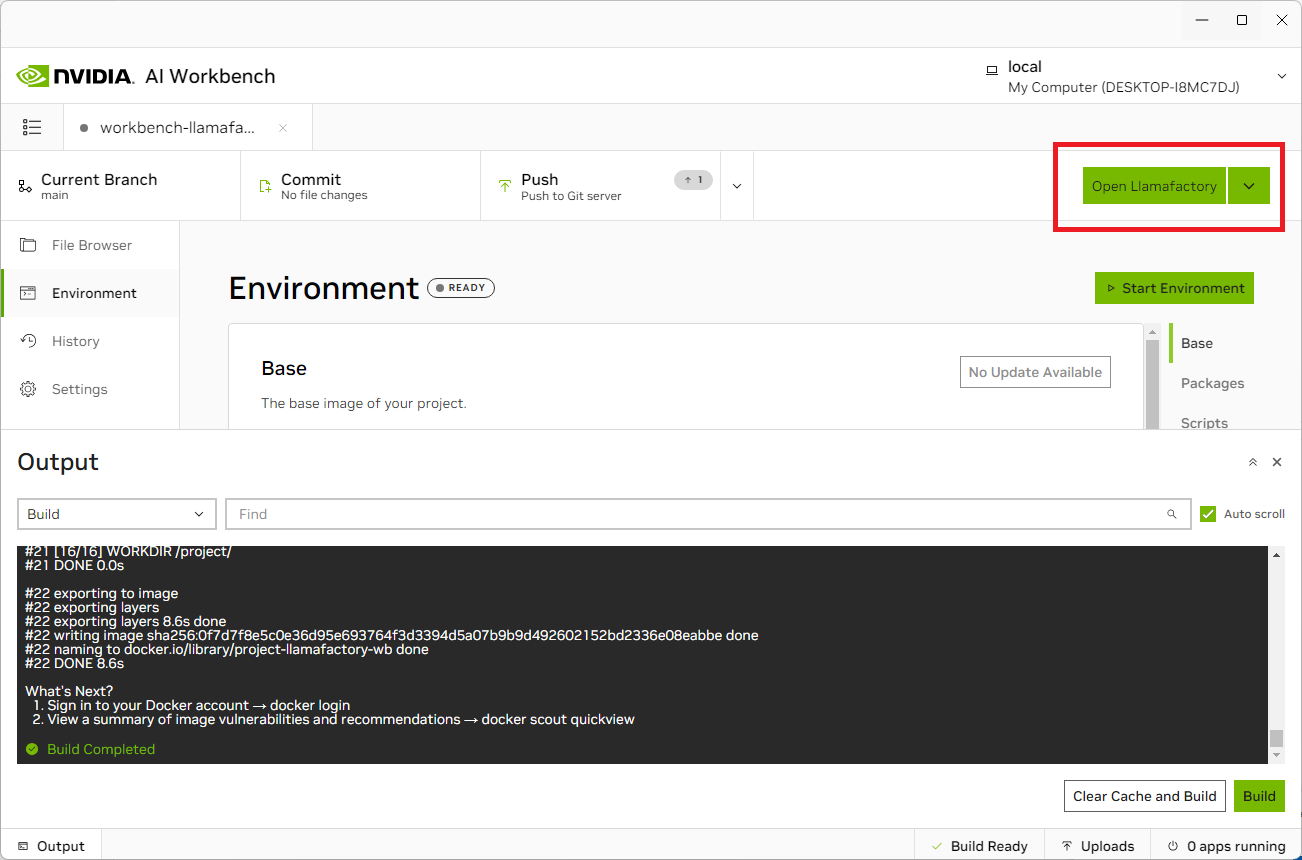 NVIDIA. AI Workbench
local
My Computer (DESKTOP-I8MC7DJ)
workbench-llamafa...
Current Branch
main
Commit
No file changes
Push
Push to Git server
1
Open Llamafactory
File Browser
Environment
History
Settings
Environment
READY
Start Environment
Base
The base image of your project.
No Update Available
Base
Packages
Scripts
Output
Build
Find
Auto scroll
#21 [16/16] WORKDIR /project/
#21 DONE 0.0s
#22 exporting to image
#22 exporting layers
#22 exporting layers 8.6s done
#22 writing image sha256:0f7d7f8e5c0e36d95e693764f3d3394d5a07b9b9d492602152bd2336e08eabbe done
#22 naming to docker.io/library/project-llamafactory-wb done
#22 DONE 8.6s
What's Next?
1. Sign in to your Docker account → docker login
2. View a summary of image vulnerabilities and recommendations → docker scout quickview
Build Completed
Clear Cache and Build
Build
Output
Build Ready
Uploads
0 apps running